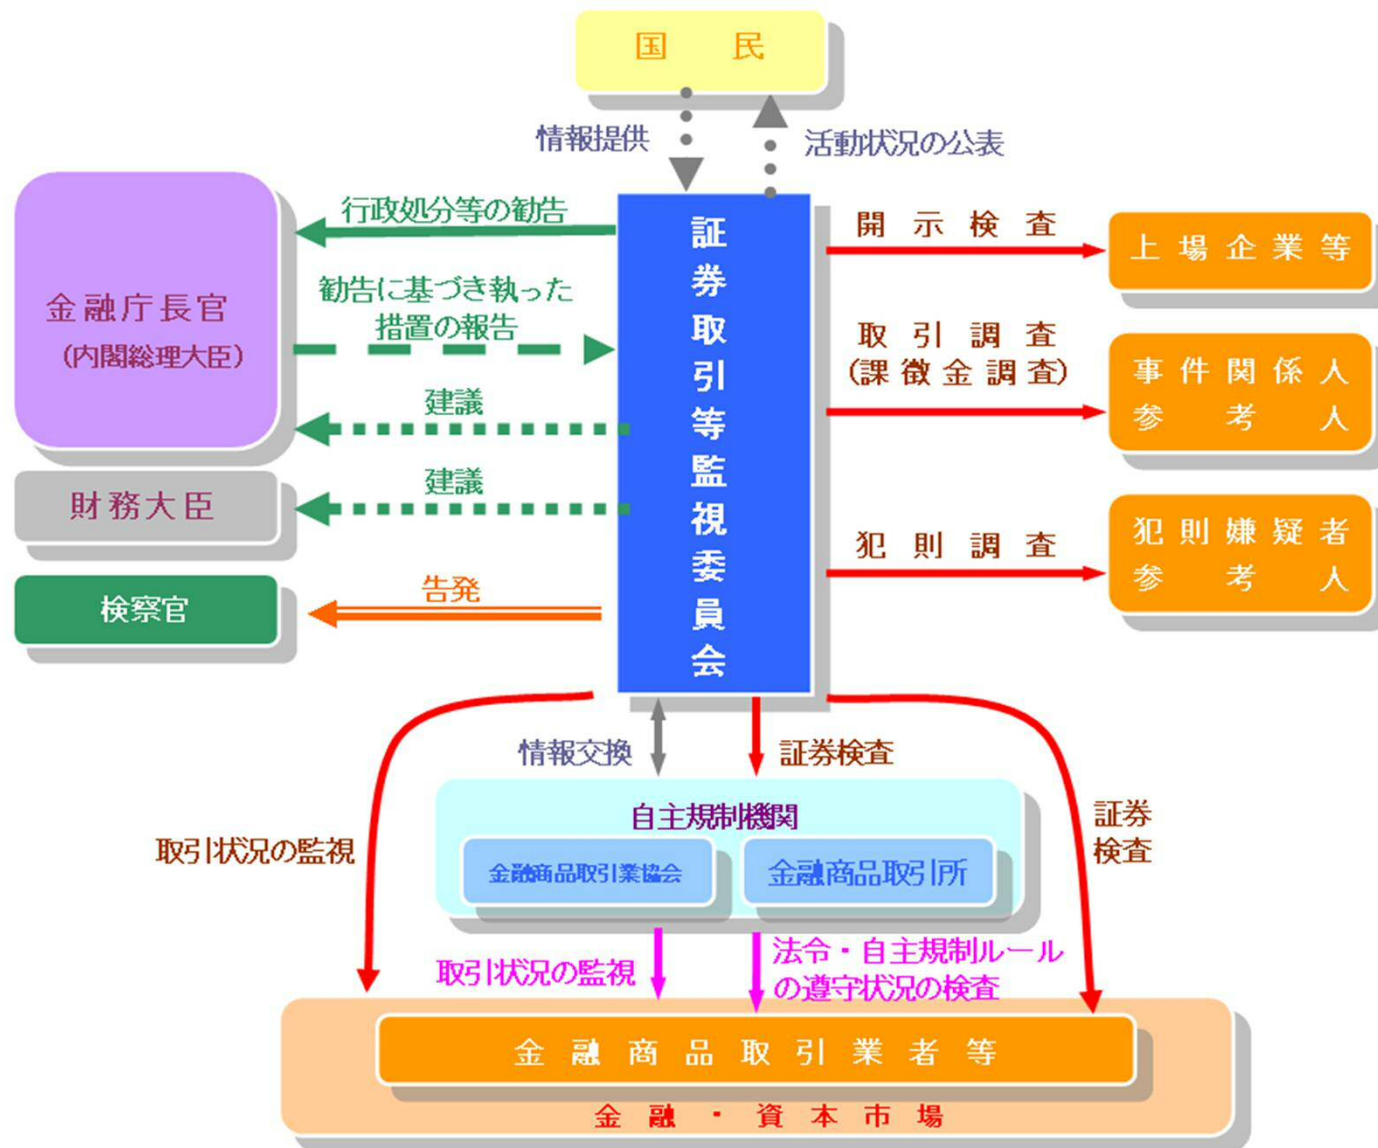 国 民
情報提供
活動状況の公表
行政処分等の勧告
金融庁長官
(内閣総理大臣)
勧告に基づき執った
措置の報告
建議
財務大臣
建議
検察官
告発
証券取引等監視委員会
開示検査
上場企業等
取引調査
(課徴金調査)
事件関係人
参考人
犯則調査
犯則嫌疑者
参考人
情報交換
証券検査
自主規制機関
金融商品取引業協会
金融商品取引所
取引状況の監視
証券
検査
取引状況の監視
法令・自主規制ルール
の遵守状況の検査
金融商品取引業者等
金融・資本市場